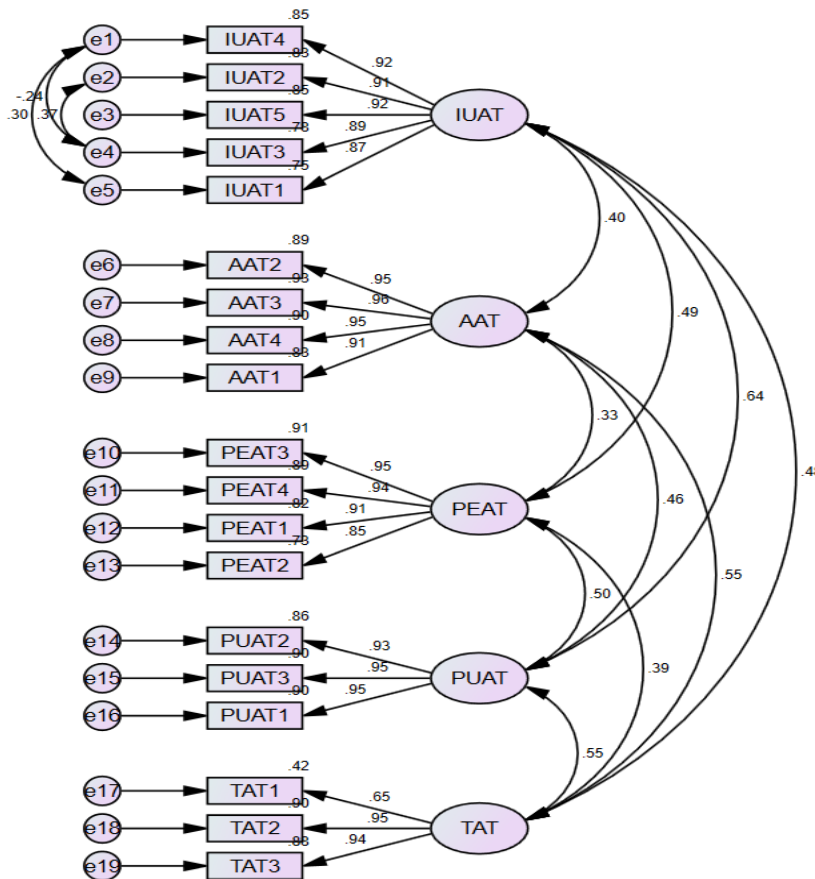 .85
e1 IUAT4 .92
.83
e2 IUAT2 .91
-.24 .85
.30 .37 e3 IUAT5 .92 IUAT
.78 .89
e4 IUAT3 .87
.75
e5 IUAT1
.40
.89
e6 AAT2 .95
.93
e7 AAT3 .96
.90 AAT .49
e8 AAT4 .95
.83 .91
e9 AAT1
.64
.33
.91
e10 PEAT3 .95 .48
.89
e11 PEAT4 .94
.82 PEAT .46
e12 PEAT1 .91
.73 .85
e13 PEAT2 .55
.50
.86
e14 PUAT2 .93
.90 .39
e15 PUAT3 .95 PUAT
.90
e16 PUAT1 .95
.55
.42
e17 TAT1 .65
.90
e18 TAT2 .95 TAT
.88 .94
e19 TAT3